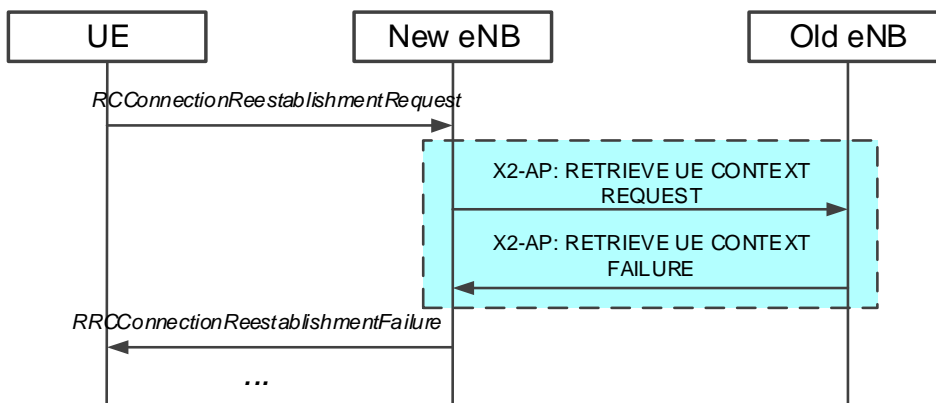 UE
New eNB
Old eNB
RCConnectionReestablishmentRequest
X2-AP: RETRIEVE UE CONTEXT
REQUEST
X2-AP: RETRIEVE UE CONTEXT
FAILURE
RRCConnectionReestablishmentFailure
...